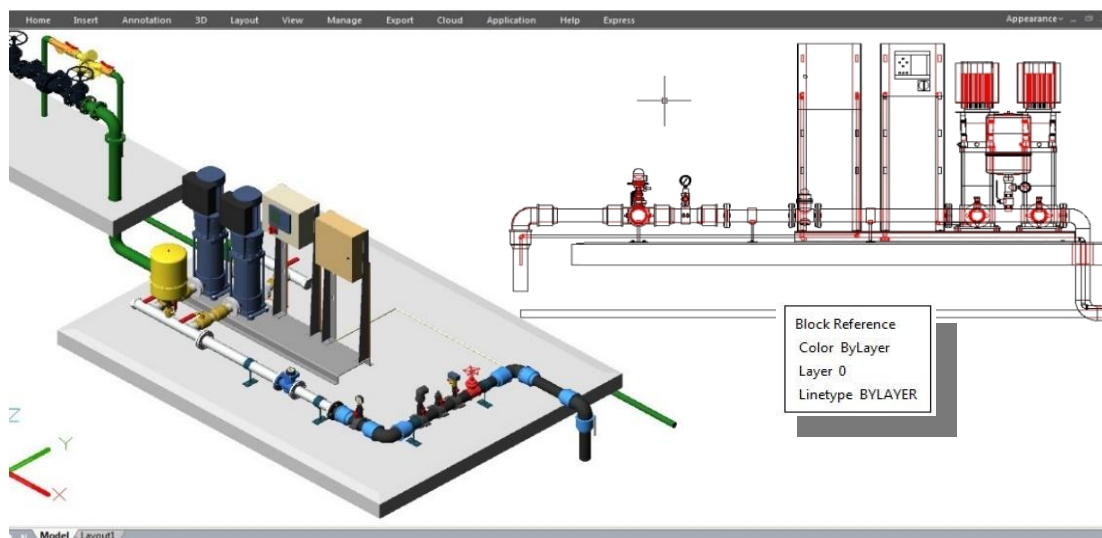 Home Insert Annotation 3D Layout View Manage Export Cloud Application Help Express Appearance
Block Reference
Color ByLayer
Layer 0
Linetype BYLAYER
Z
Y
X
Model Layout1